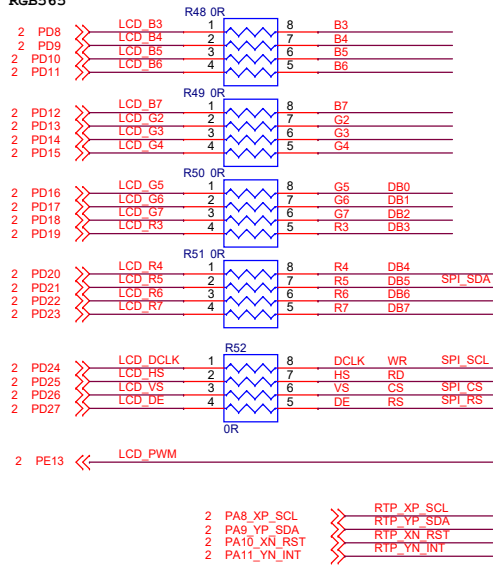 RGB565
R48 0R
2 PD8 LCD_B3 1 8 B3
2 PD9 LCD_B4 2 7 B4
2 PD10 LCD_B5 3 6 B5
2 PD11 LCD_B6 4 5 B6
R49 0R
2 PD12 LCD_B7 1 8 B7
2 PD13 LCD_G2 2 7 G2
2 PD14 LCD_G3 3 6 G3
2 PD15 LCD_G4 4 5 G4
R50 0R
2 PD16 LCD_G5 1 8 G5 DB0
2 PD17 LCD_G6 2 7 G6 DB1
2 PD18 LCD_G7 3 6 G7 DB2
2 PD19 LCD_R3 4 5 R3 DB3
R51 0R
2 PD20 LCD_R4 1 8 R4 DB4
2 PD21 LCD_R5 2 7 R5 DB5 SPI_SDA
2 PD22 LCD_R6 3 6 R6 DB6
2 PD23 LCD_R7 4 5 R7 DB7
R52
2 PD24 LCD_DCLK 1 8 DCLK WR SPI_SCL
2 PD25 LCD_HS 2 7 HS RD
2 PD26 LCD_VS 3 6 VS CS SPI_CS
2 PD27 LCD_DE 4 5 DE RS SPI_RS
0R
2 PE13 LCD_PWM
2 PA8_XP_SCL RTP_XP_SCL
2 PA9_YP_SDA RTP_YP_SDA
2 PA10_XN_RST RTP_XN_RST
2 PA11_YN_INT RTP_YN_INT